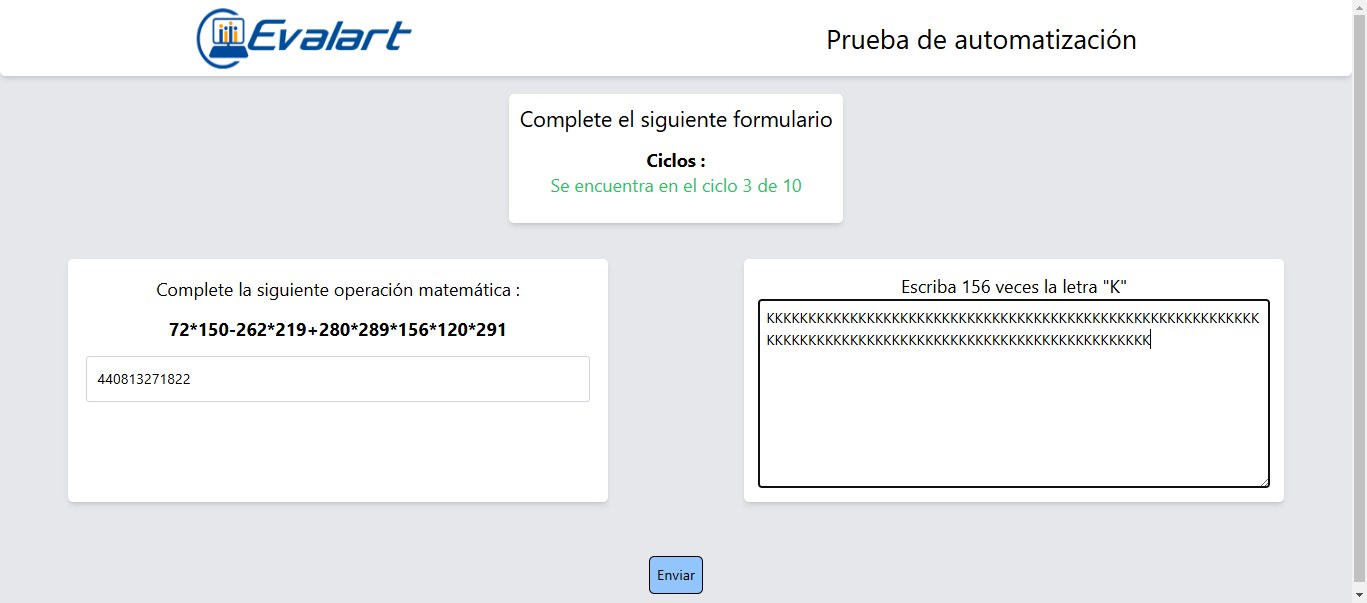 Evalart
Prueba de automatización
Complete el siguiente formulario
Ciclos :
Se encuentra en el ciclo 3 de 10
Complete la siguiente operación matemática :
72*150-262*219+280*289*156*120*291
440813271822
Escriba 156 veces la letra "K"
KKKKKKKKKKKKKKKKKKKKKKKKKKKKKKKKKKKKKKKKKKKKKKKKKKKKKKKKKKK
KKKKKKKKKKKKKKKKKKKKKKKKKKKKKKKKKKKKKKKKKKKKKK
Enviar